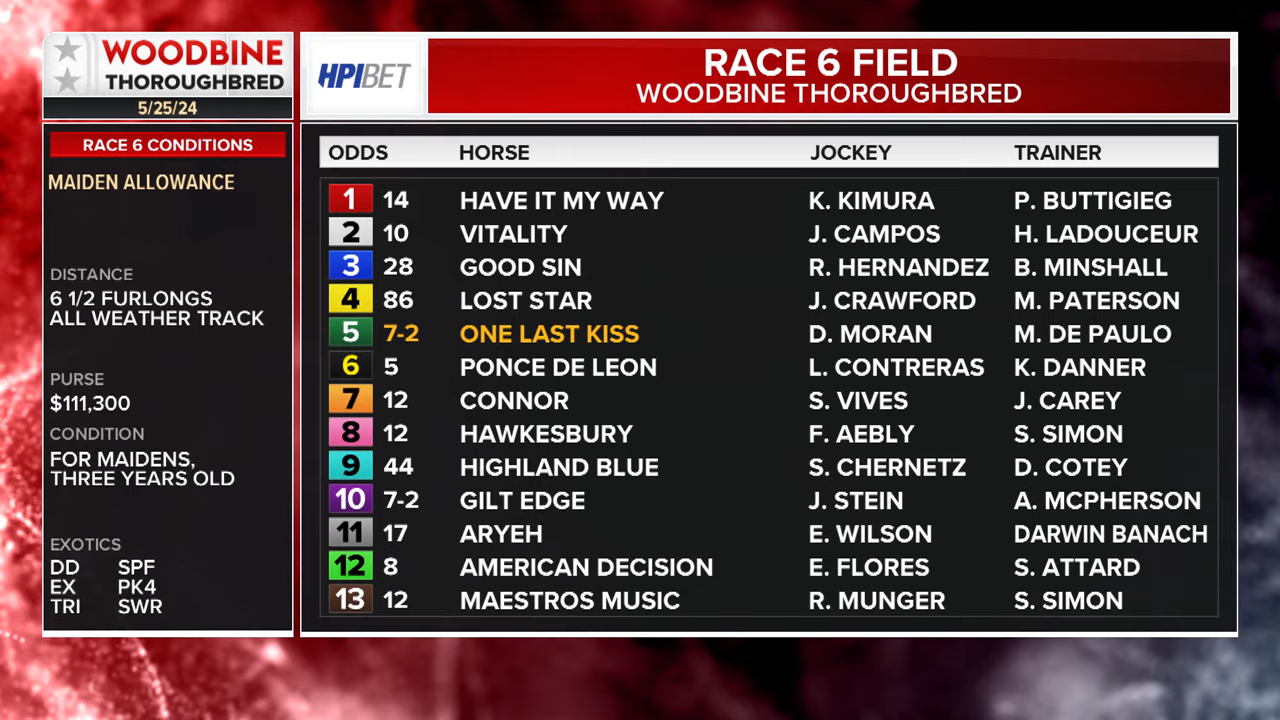 WOODBINE
THOROUGHBRED
5/25/24
RACE 6 CONDITIONS
MAIDEN ALLOWANCE
DISTANCE
6 1/2 FURLONGS
ALL WEATHER TRACK
PURSE
$111,300
CONDITION
FOR MAIDENS,
THREE YEARS OLD
EXOTICS
DD SPF
EX PK4
TRI SWR
HPIBET
RACE 6 FIELD
WOODBINE THOROUGHBRED
ODDS HORSE JOCKEY TRAINER
1 14 HAVE IT MY WAY K. KIMURA P. BUTTIGIEG
2 10 VITALITY J. CAMPOS H. LADOUCEUR
3 28 GOOD SIN R. HERNANDEZ B. MINSHALL
4 86 LOST STAR J. CRAWFORD M. PATERSON
5 7-2 ONE LAST KISS D. MORAN M. DE PAULO
6 5 PONCE DE LEON L. CONTRERAS K. DANNER
7 12 CONNOR S. VIVES J. CAREY
8 12 HAWKESBURY F. AEBLY S. SIMON
9 44 HIGHLAND BLUE S. CHERNETZ D. COTEY
10 7-2 GILT EDGE J. STEIN A. MCPHERSON
11 17 ARYEH E. WILSON DARWIN BANACH
12 8 AMERICAN DECISION E. FLORES S. ATTARD
13 12 MAESTROS MUSIC R. MUNGER S. SIMON